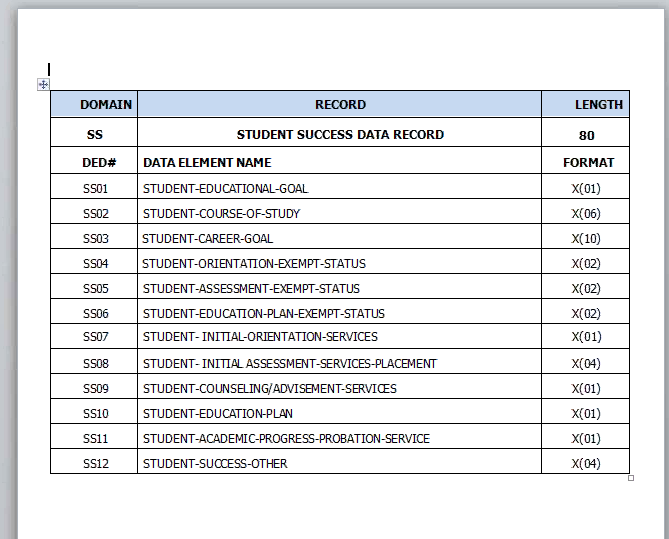 DOMAIN RECORD LENGTH
SS STUDENT SUCCESS DATA RECORD 80
DED# DATA ELEMENT NAME FORMAT
SS01 STUDENT-EDUCATIONAL-GOAL X(01)
SS02 STUDENT-COURSE-OF-STUDY X(06)
SS03 STUDENT-CAREER-GOAL X(10)
SS04 STUDENT-ORIENTATION-EXEMPT-STATUS X(02)
SS05 STUDENT-ASSESSMENT-EXEMPT-STATUS X(02)
SS06 STUDENT-EDUCATION-PLAN-EXEMPT-STATUS X(02)
SS07 STUDENT- INITIAL-ORIENTATION-SERVICES X(01)
SS08 STUDENT- INITIAL ASSESSMENT-SERVICES-PLACEMENT X(04)
SS09 STUDENT-COUNSELING/ADVISEMENT-SERVICES X(01)
SS10 STUDENT-EDUCATION-PLAN X(01)
SS11 STUDENT-ACADEMIC-PROGRESS-PROBATION-SERVICE X(01)
SS12 STUDENT-SUCCESS-OTHER X(04)